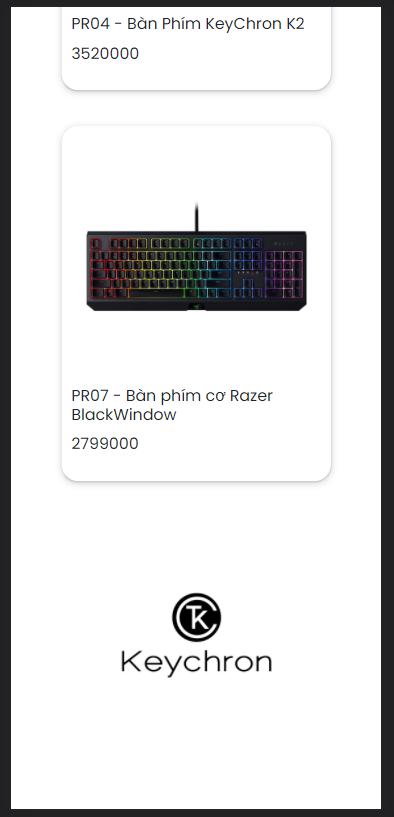 PR04 - Bàn Phím KeyChron K2
3520000
PR07 - Bàn phím cơ Razer
BlackWindow
2799000
Keychron